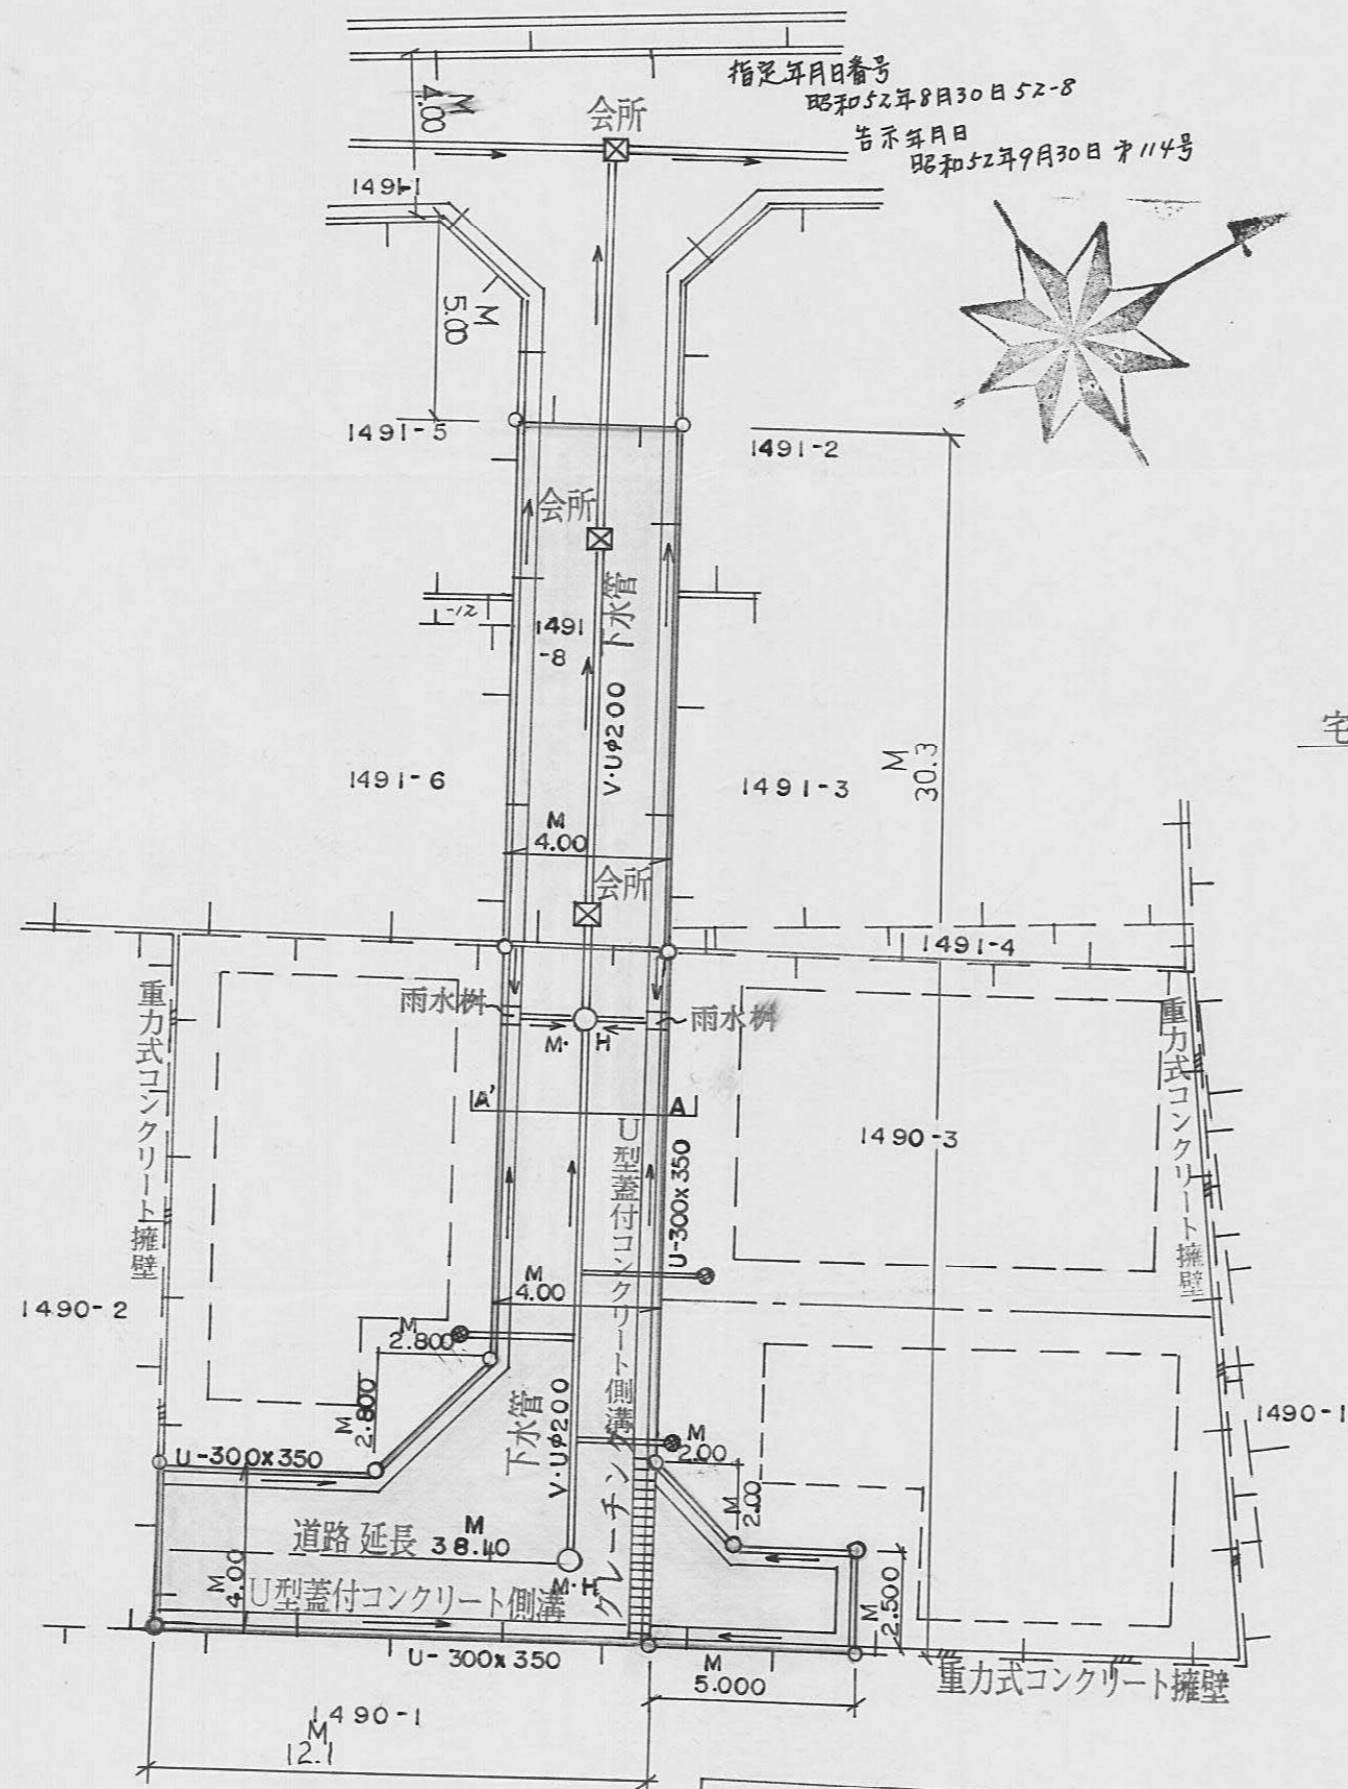 指定年月日番号
昭和52年8月30日 52-8
告示年月日
昭和52年9月30日 第114号
M
4.00
会所
1491-1
M
5.00
1491-5
1491-2
会所
-12
1491
-8
下水管
V・Uφ200
宅
1491-6
1491-3
M
30.3
M
4.00
会所
1491-4
重力式コンクリート擁壁
雨水桝
M・H
雨水桝
重力式コンクリート擁壁
A'
A
U型蓋付コンクリート側溝
U-300x350
1490-3
1490-2
M
4.00
M
2.800
M
2.800
下水管
V・Uφ200
グレーチング
M
2.00
M
2.00
1490-1
U-300x350
道路延長 38.40
M
M
4.00
M・H
U型蓋付コンクリート側溝
M
2.500
U-300x350
M
5.000
重力式コンクリート擁壁
1490-1
M
12.1